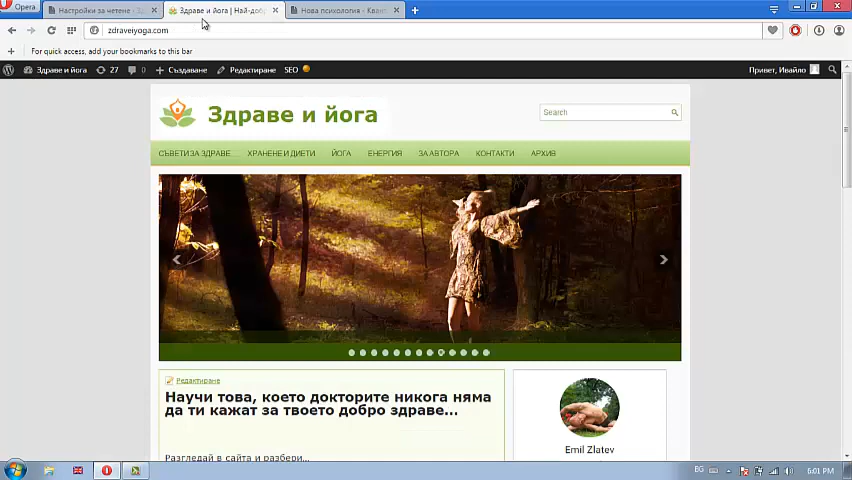 Opera
Настройки за четене - Здр
Здраве и йога | Най-добр
Нова психология - Квант
zdraveiyoga.com
For quick access, add your bookmarks to this bar
Здраве и йога
27
0
Създаване
Редактиране
SEO
Привет, Ивайло
Здраве и йога
Search
СЪВЕТИ ЗА ЗДРАВЕ
ХРАНЕНЕ И ДИЕТИ
ЙОГА
ЕНЕРГИЯ
ЗА АВТОРА
КОНТАКТИ
АРХИВ
Редактиране
Научи това, което докторите никога няма
да ти кажат за твоето добро здраве...
Разгледай в сайта и разбери...
Emil Zlatev
BG
6:01 PM